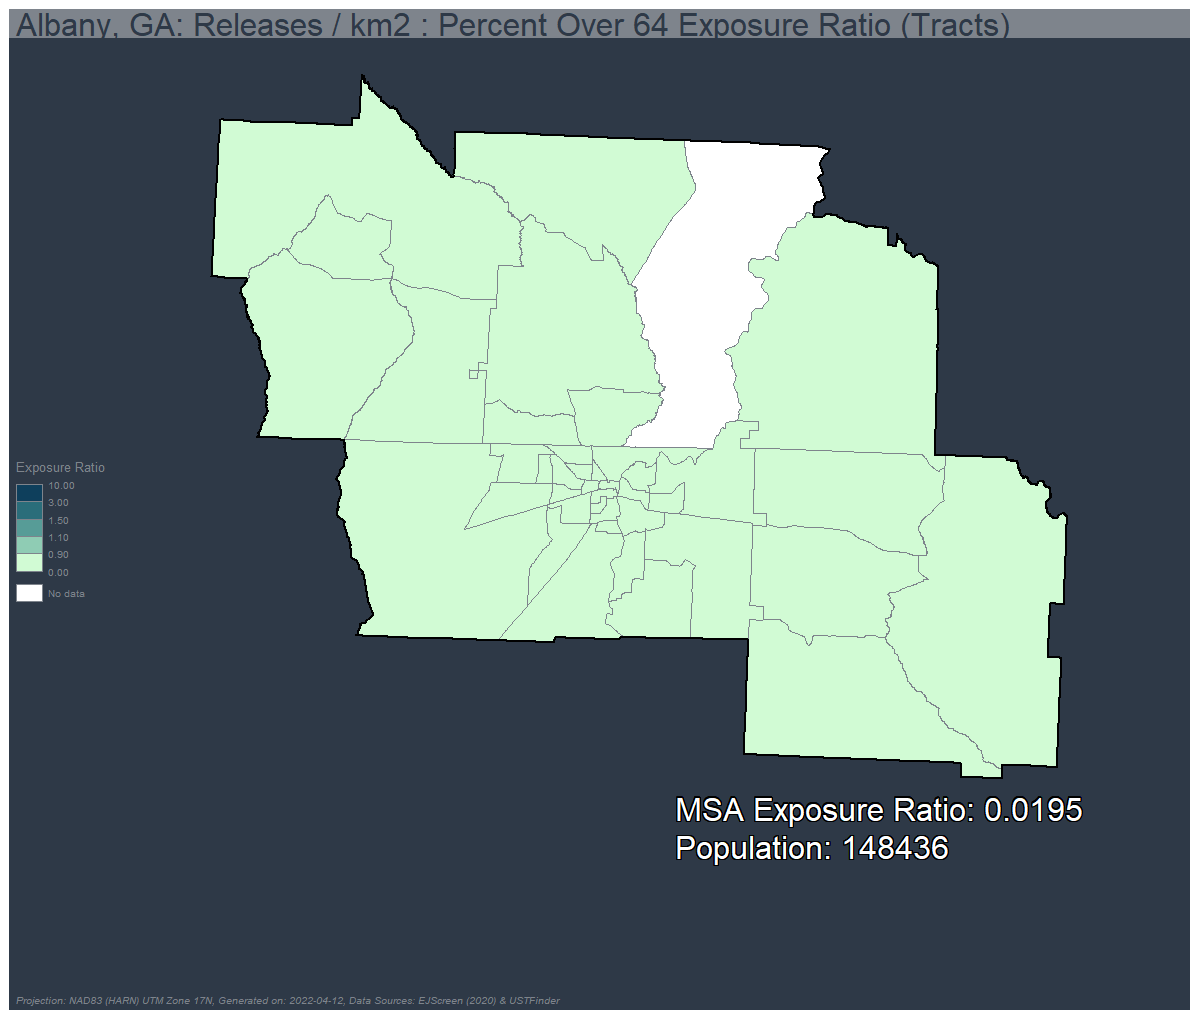 Albany, GA: Releases / km2 : Percent Over 64 Exposure Ratio (Tracts)
Exposure Ratio
10.00
3.00
1.50
1.10
0.90
0.00
No data
MSA Exposure Ratio: 0.0195
Population: 148436
Projection: NAD83 (HARN) UTM Zone 17N, Generated on: 2022-04-12, Data Sources: EJScreen (2020) & USTFinder